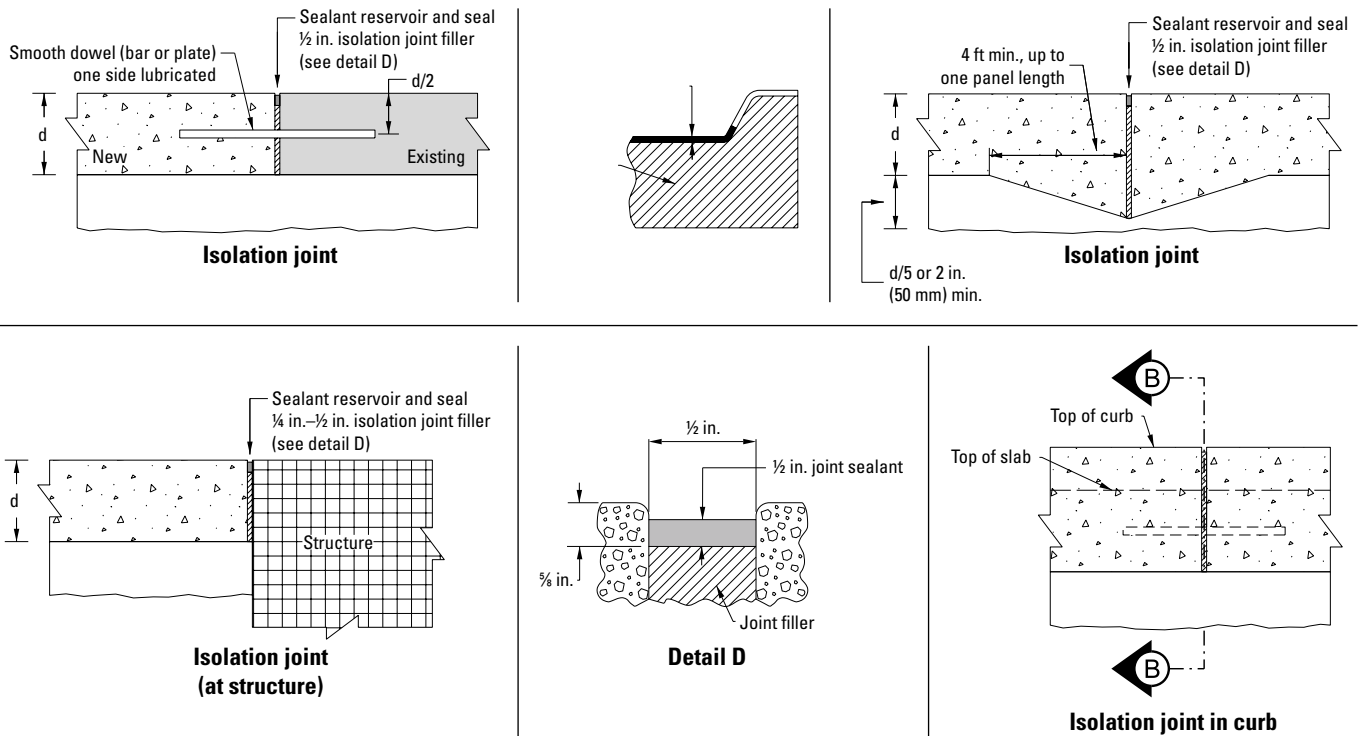 Sealant reservoir and seal
½ in. isolation joint filler
(see detail D)
Smooth dowel (bar or plate)
one side lubricated
d/2
d
New
Existing
Isolation joint
Sealant reservoir and seal
½ in. isolation joint filler
(see detail D)
4 ft min., up to
one panel length
d
d/5 or 2 in.
(50 mm) min.
Isolation joint
Sealant reservoir and seal
¼ in.–½ in. isolation joint filler
(see detail D)
d
Structure
Isolation joint
(at structure)
½ in.
½ in. joint sealant
⅝ in.
Joint filler
Detail D
B
Top of curb
Top of slab
B
Isolation joint in curb